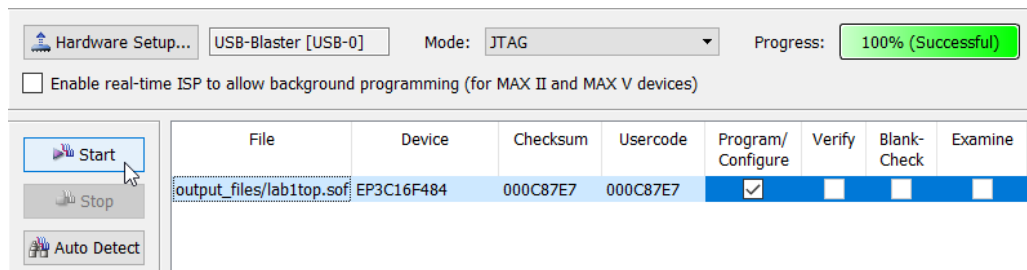 Hardware Setup... USB-Blaster [USB-0] Mode: JTAG Progress: 100% (Successful)
Enable real-time ISP to allow background programming (for MAX II and MAX V devices)
Start
Stop
Auto Detect
File Device Checksum Usercode Program/ Verify Blank- Examine
Configure Check
output_files/lab1top.sof EP3C16F484 000C87E7 000C87E7